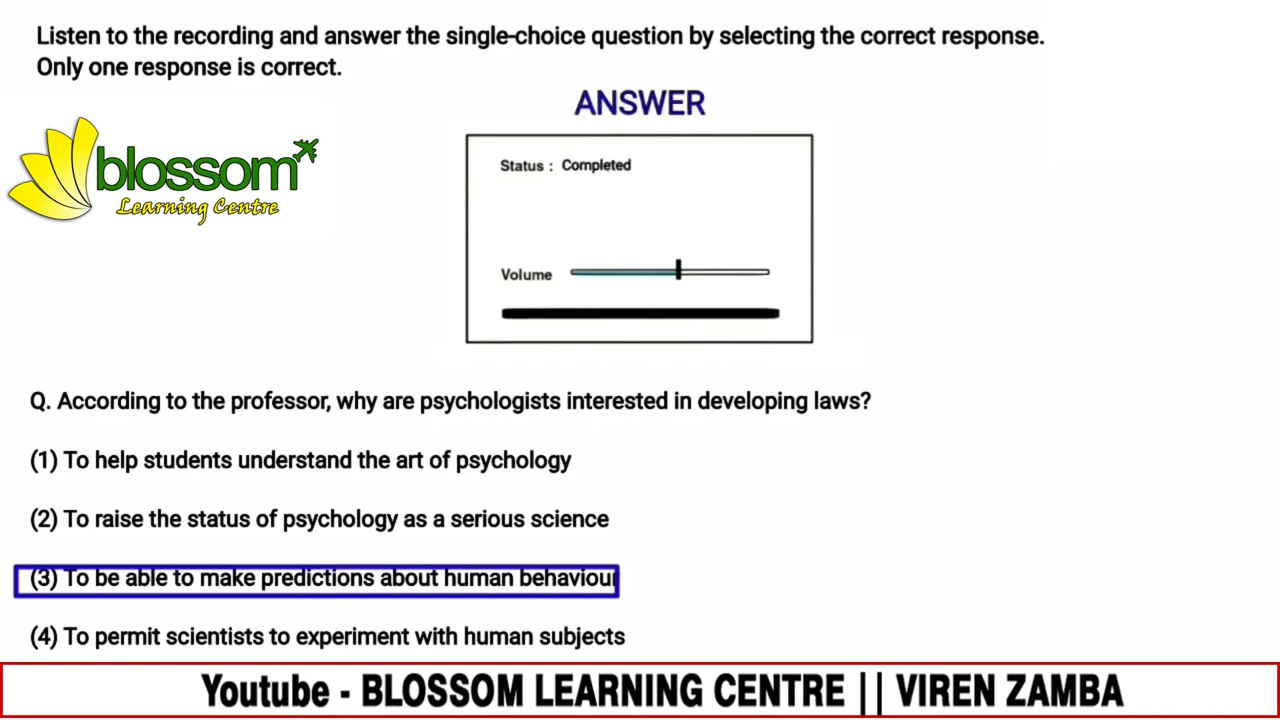 Listen to the recording and answer the single-choice question by selecting the correct response.
Only one response is correct.
ANSWER
blossom
Learning Centre
Status : Completed
Volume
Q. According to the professor, why are psychologists interested in developing laws?
(1) To help students understand the art of psychology
(2) To raise the status of psychology as a serious science
(3) To be able to make predictions about human behaviour
(4) To permit scientists to experiment with human subjects
Youtube - BLOSSOM LEARNING CENTRE || VIREN ZAMBA